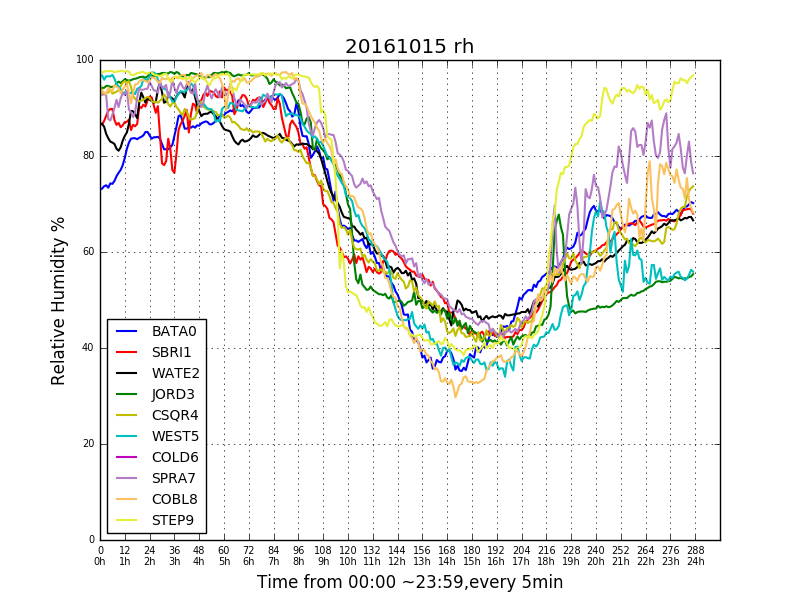 20161015 rh
Relative Humidity %
100
80
60
40
20
0
BATA0
SBRI1
WATE2
JORD3
CSQR4
WEST5
COLD6
SPRA7
COBL8
STEP9
0 12 24 36 48 60 72 84 96 108 120 132 144 156 168 180 192 204 216 228 240 252 264 276 288
0h 1h 2h 3h 4h 5h 6h 7h 8h 9h 10h 11h 12h 13h 14h 15h 16h 17h 18h 19h 20h 21h 22h 23h 24h
Time from 00:00 ~23:59,every 5min